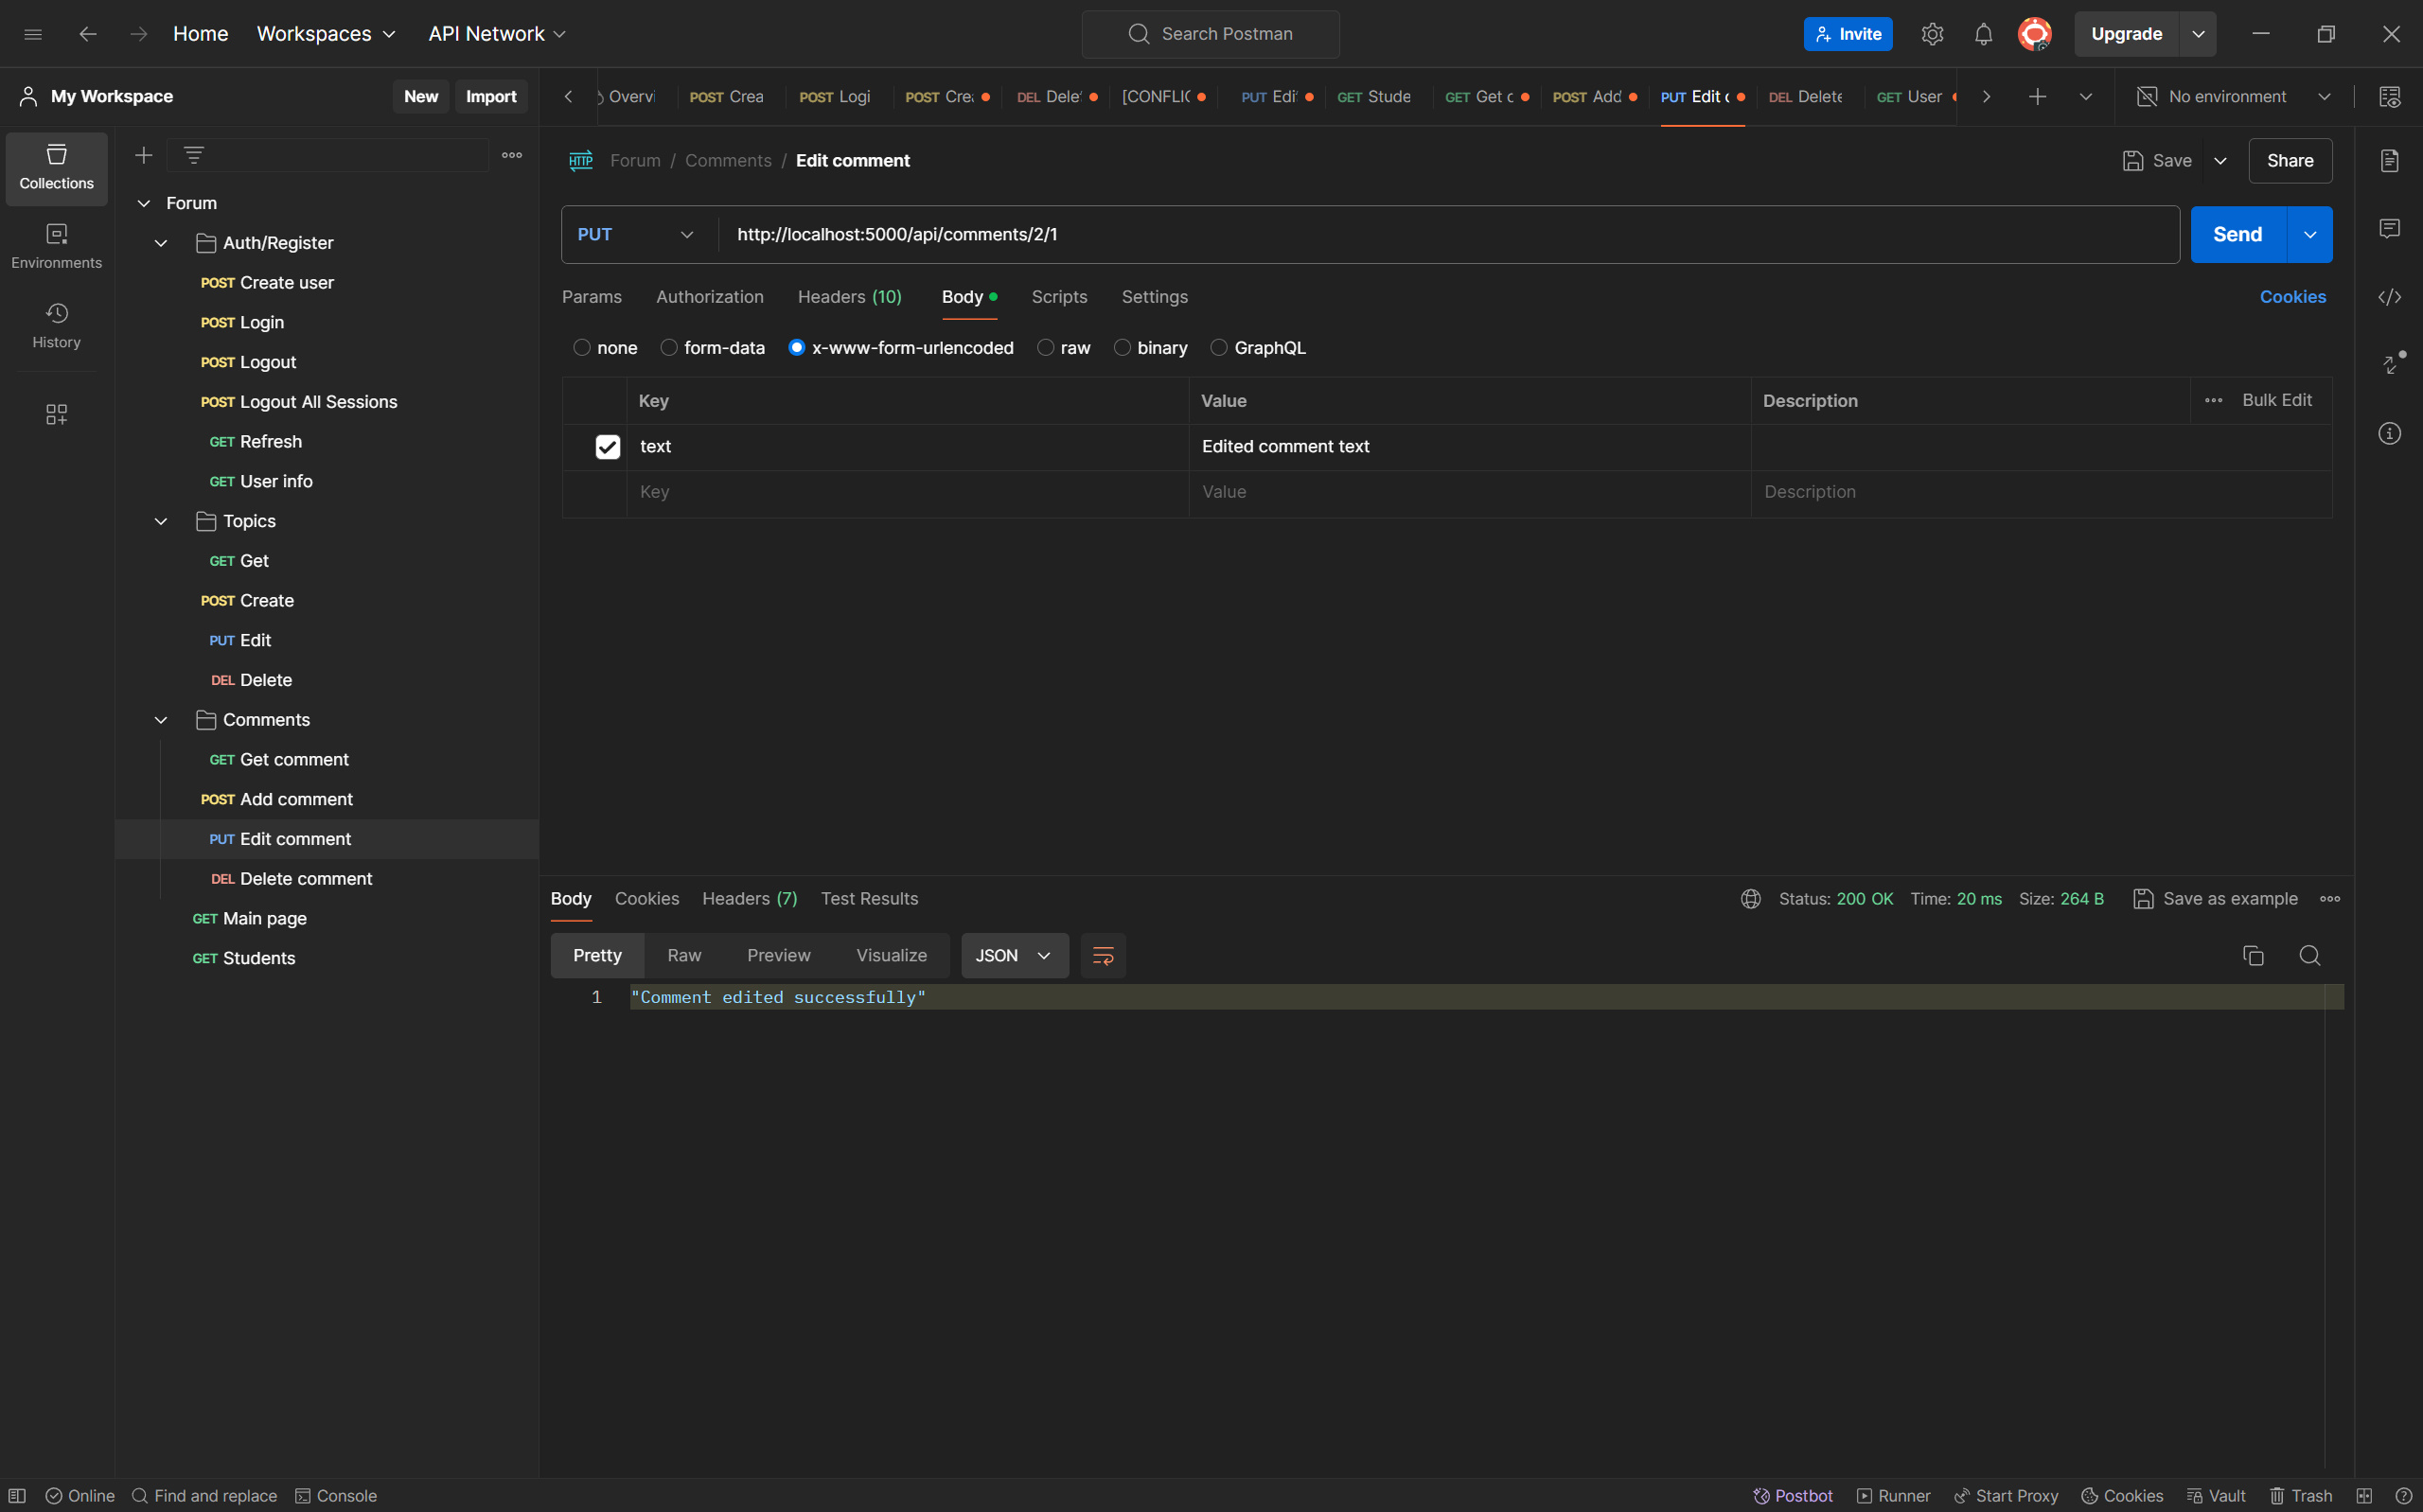 Home Workspaces API Network Search Postman Invite Upgrade
My Workspace New Import
Overvi POST Crea POST Logi POST Cre DEL Dele [CONFLI PUT Edi GET Stude GET Get c POST Add PUT Edit c DEL Delete GET User No environment
Collections
Environments
History
Forum
Auth/Register
POST Create user
POST Login
POST Logout
POST Logout All Sessions
GET Refresh
GET User info
Topics
GET Get
POST Create
PUT Edit
DEL Delete
Comments
GET Get comment
POST Add comment
PUT Edit comment
DEL Delete comment
GET Main page
GET Students
HTTP Forum / Comments / Edit comment Save Share
PUT http://localhost:5000/api/comments/2/1 Send
Params Authorization Headers (10) Body Scripts Settings Cookies
none form-data x-www-form-urlencoded raw binary GraphQL
Key Value Description Bulk Edit
text Edited comment text
Key Value Description
Body Cookies Headers (7) Test Results Status: 200 OK Time: 20 ms Size: 264 B Save as example
Pretty Raw Preview Visualize JSON
1 "Comment edited successfully"
Online Find and replace Console Postbot Runner Start Proxy Cookies Vault Trash